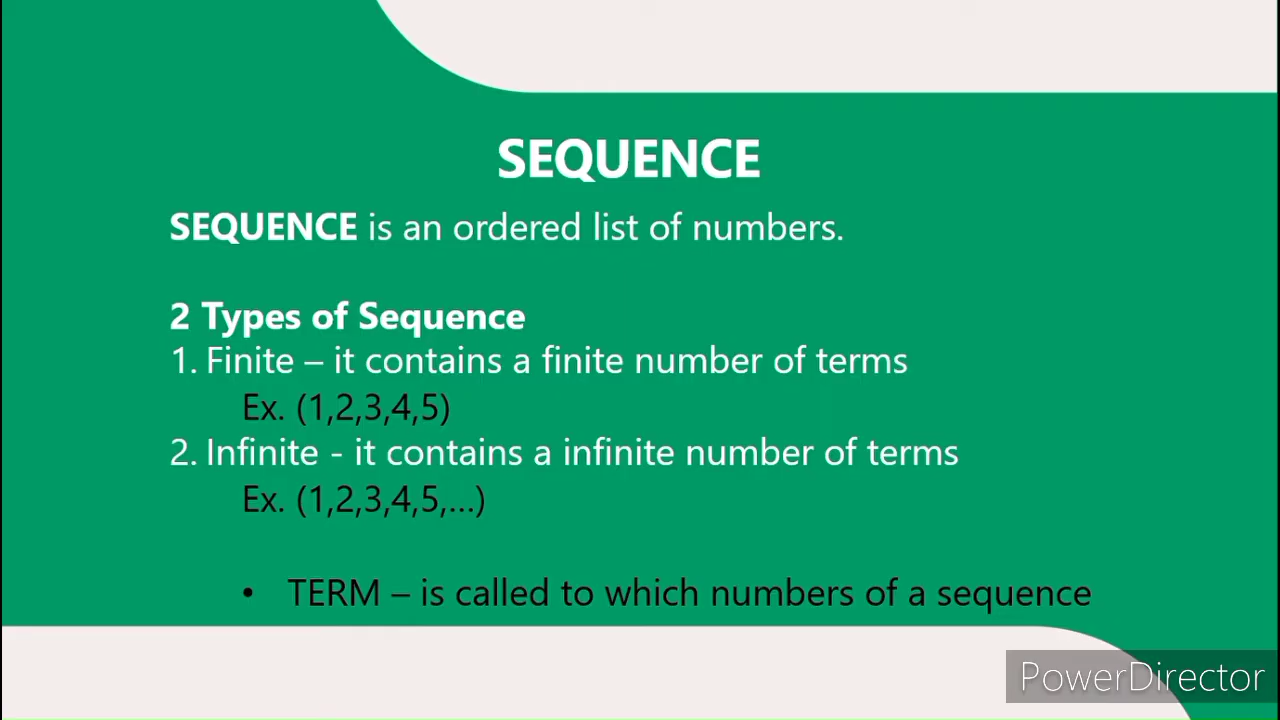 SEQUENCE
SEQUENCE is an ordered list of numbers.
2 Types of Sequence
1. Finite – it contains a finite number of terms
Ex. (1,2,3,4,5)
2. Infinite - it contains a infinite number of terms
Ex. (1,2,3,4,5,...)
• TERM – is called to which numbers of a sequence
PowerDirector